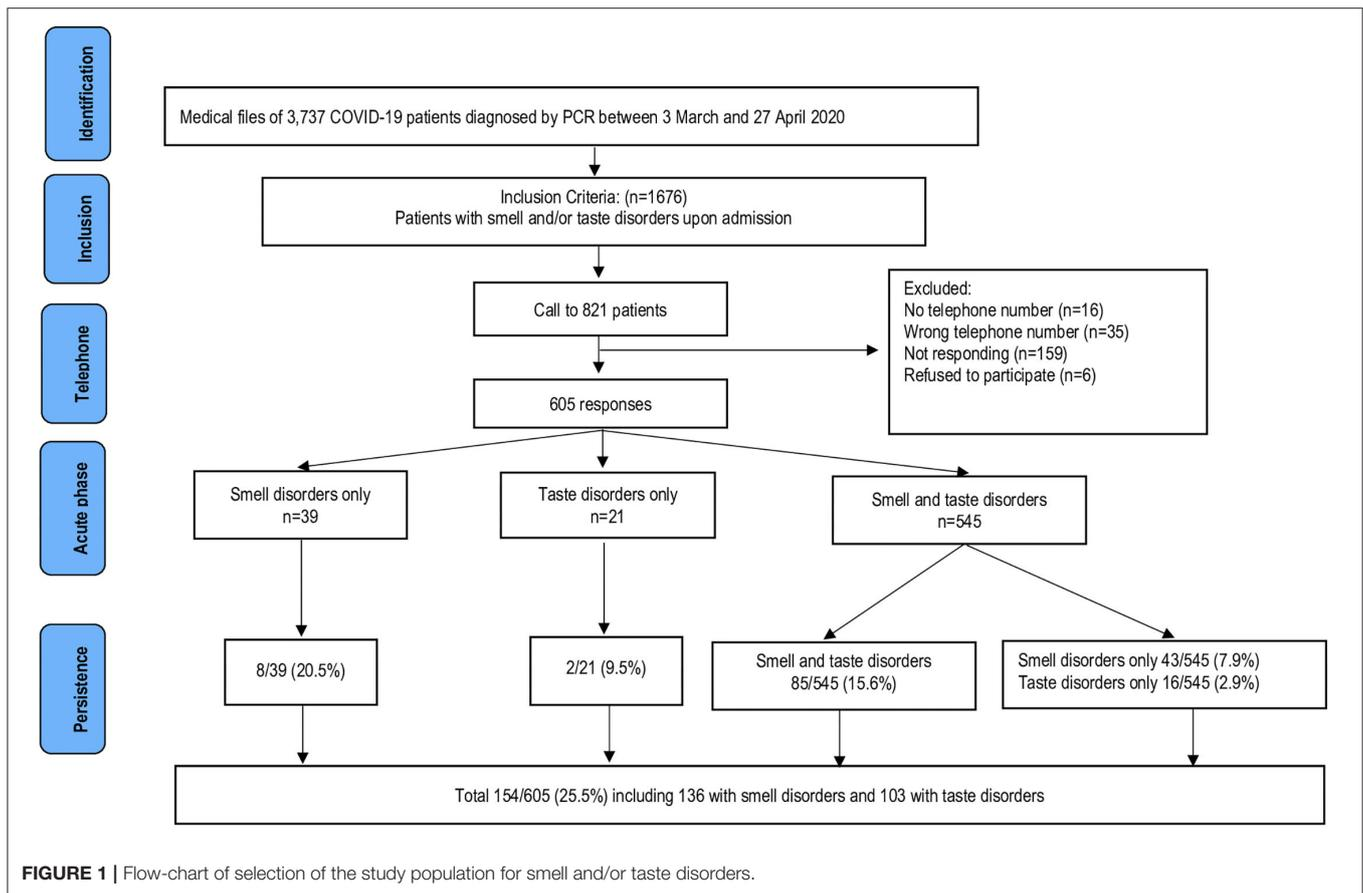 Identification
Medical files of 3,737 COVID-19 patients diagnosed by PCR between 3 March and 27 April 2020
Inclusion
Inclusion Criteria: (n=1676)
Patients with smell and/or taste disorders upon admission
Telephone
Call to 821 patients
Excluded:
No telephone number (n=16)
Wrong telephone number (n=35)
Not responding (n=159)
Refused to participate (n=6)
605 responses
Acute phase
Smell disorders only
n=39
Taste disorders only
n=21
Smell and taste disorders
n=545
Persistence
8/39 (20.5%)
2/21 (9.5%)
Smell and taste disorders
85/545 (15.6%)
Smell disorders only 43/545 (7.9%)
Taste disorders only 16/545 (2.9%)
Total 154/605 (25.5%) including 136 with smell disorders and 103 with taste disorders
FIGURE 1 | Flow-chart of selection of the study population for smell and/or taste disorders.